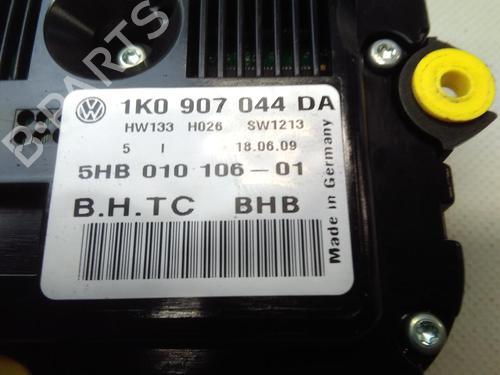 1K0 907 044 DA
HW133 H026 SW1213
5 I 18.06.09
5HB 010 106-01
B.H.TC BHB
Made in Germany
B-PARTS